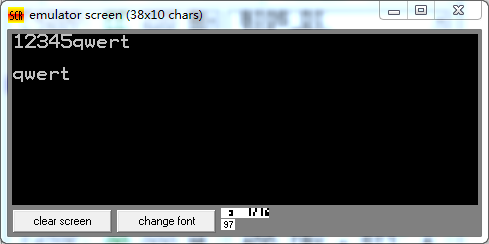 emulator screen (38x10 chars)
12345qwert
qwert
clear screen
change font
97